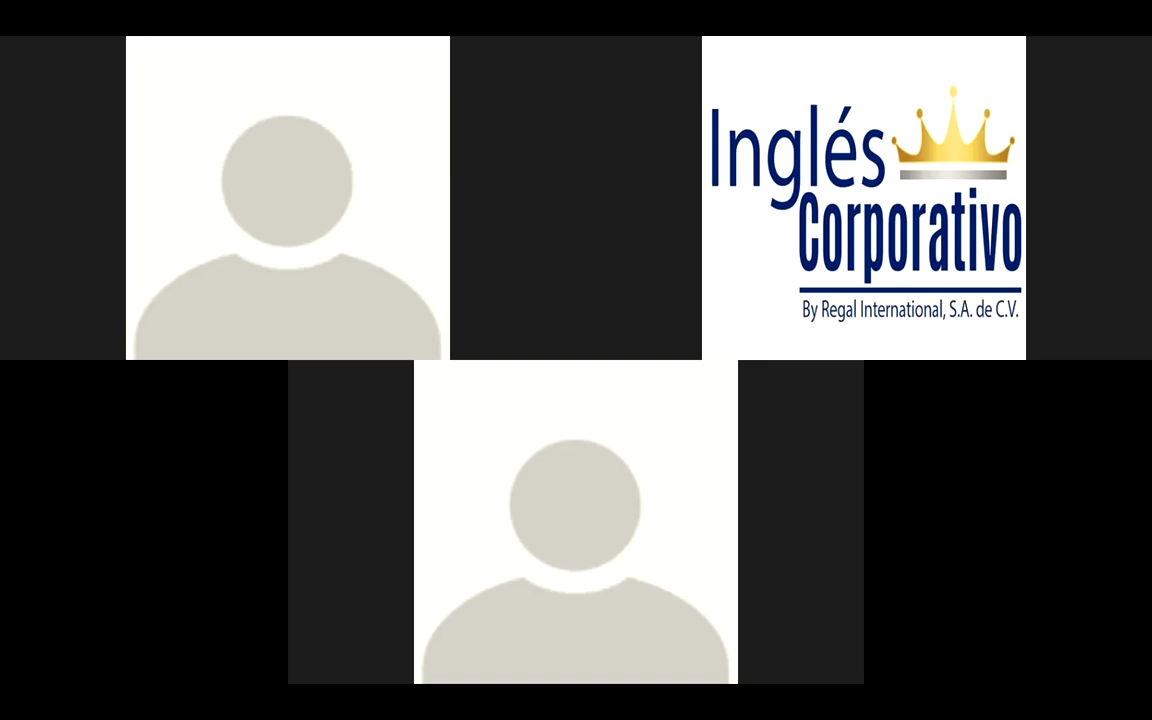 Inglés
Corporativo
By Regal International, S.A. de C.V.